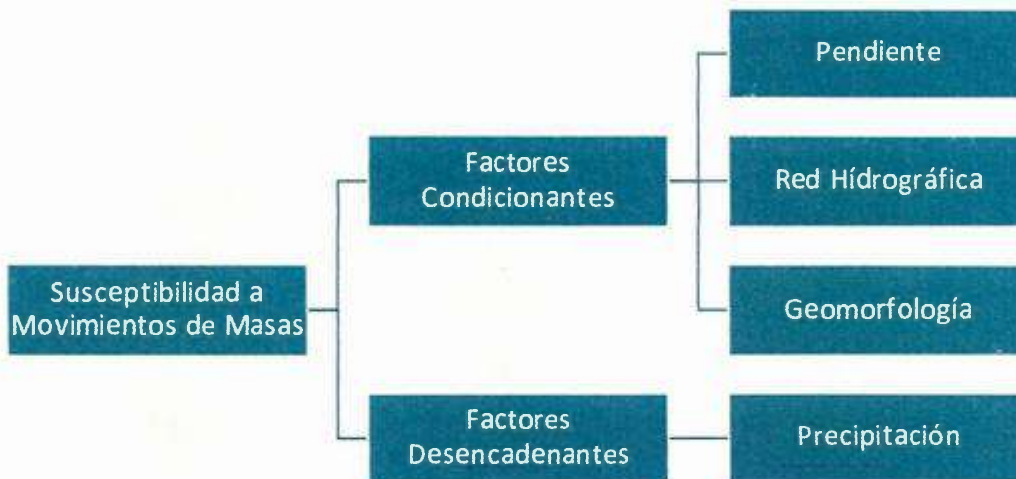 Pendiente
Factores
Condicionantes
Red Hídrográfica
Susceptibilidad a
Movimientos de Masas
Geomorfología
Factores
Desencadenantes
Precipitación